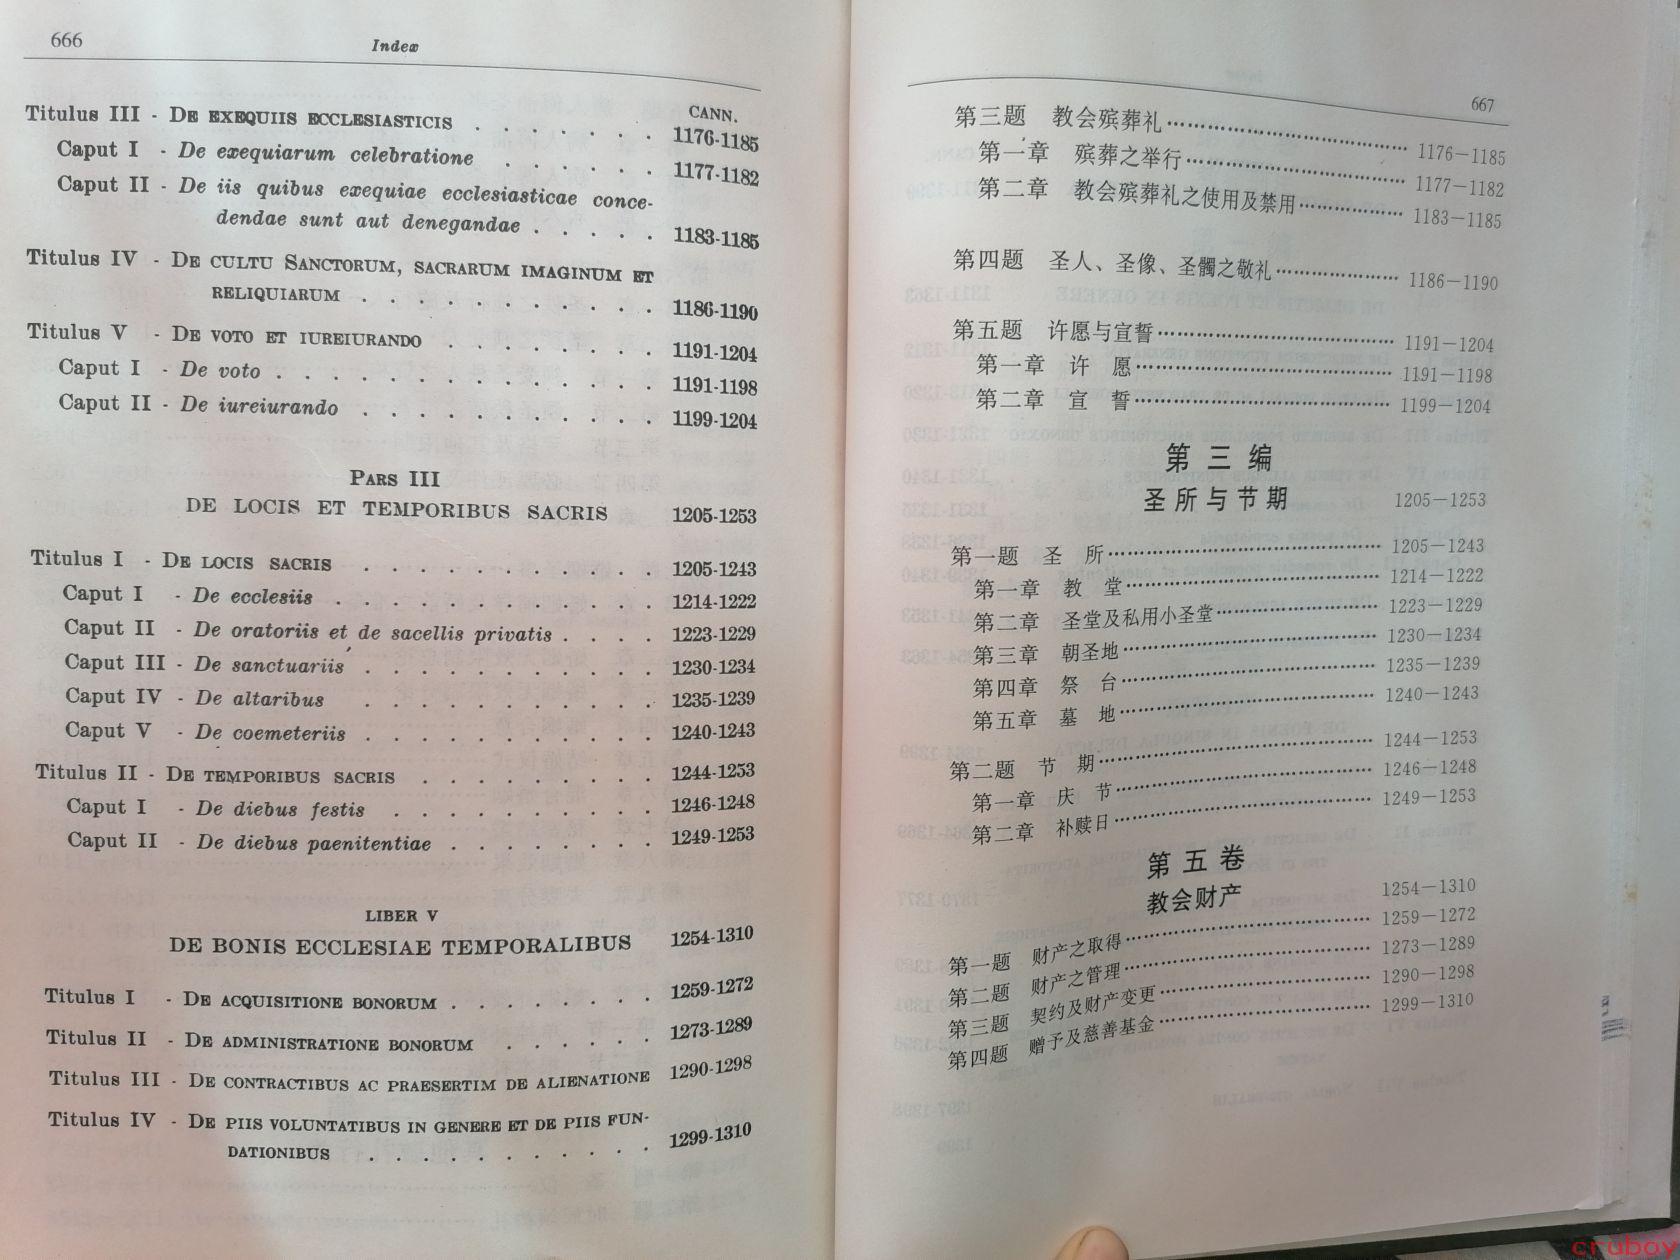 666
Index
CANN.
Titulus III - DE EXEQUIIS ECCLESIASTICIS . . . . . . . 1176-1185
Caput I - De exequiarum celebratione . . . . . . 1177-1182
Caput II - De iis quibus exequiae ecclesiasticae conce-
dendae sunt aut denegandae . . . . . 1183-1185
Titulus IV - DE CULTU SANCTORUM, SACRARUM IMAGINUM ET
RELIQUIARUM . . . . . . . . . . . 1186-1190
Titulus V - DE VOTO ET IUREIURANDO . . . . . . . . 1191-1204
Caput I - De voto . . . . . . . . . . . . . . 1191-1198
Caput II - De iureiurando . . . . . . . . . . . 1199-1204
PARS III
DE LOCIS ET TEMPORIBUS SACRIS 1205-1253
Titulus I - DE LOCIS SACRIS . . . . . . . . . . . 1205-1243
Caput I - De ecclesiis . . . . . . . . . . . . 1214-1222
Caput II - De oratoriis et de sacellis privatis . . . . 1223-1229
Caput III - De sanctuariis . . . . . . . . . . . 1230-1234
Caput IV - De altaribus . . . . . . . . . . . 1235-1239
Caput V - De coemeteriis . . . . . . . . . . . 1240-1243
Titulus II - DE TEMPORIBUS SACRIS . . . . . . . . . 1244-1253
Caput I - De diebus festis . . . . . . . . . . 1246-1248
Caput II - De diebus paenitentiae . . . . . . . . 1249-1253
LIBER V
DE BONIS ECCLESIAE TEMPORALIBUS 1254-1310
Titulus I - DE ACQUISITIONE BONORUM . . . . . . . . 1259-1272
Titulus II - DE ADMINISTRATIONE BONORUM . . . . . . 1273-1289
Titulus III - DE CONTRACTIBUS AC PRAESERTIM DE ALIENATIONE 1290-1298
Titulus IV - DE PIIS VOLUNTATIBUS IN GENERE ET DE PIIS FUN-
DATIONIBUS . . . . . . . . . . . 1299-1310
667
第三题 教会殡葬礼……………………………… 1176—1185
第一章 殡葬之举行……………………………… 1177—1182
第二章 教会殡葬礼之使用及禁用……………… 1183—1185
第四题 圣人、圣像、圣髑之敬礼………………… 1186—1190
第五题 许愿与宣誓……………………………… 1191—1204
第一章 许 愿…………………………………… 1191—1198
第二章 宣 誓…………………………………… 1199—1204
第三编
圣所与节期 1205—1253
第一题 圣 所…………………………………… 1205—1243
第一章 教 堂…………………………………… 1214—1222
第二章 圣堂及私用小圣堂……………………… 1223—1229
第三章 朝圣地…………………………………… 1230—1234
第四章 祭 台…………………………………… 1235—1239
第五章 墓 地…………………………………… 1240—1243
第二题 节 期…………………………………… 1244—1253
第一章 庆 节…………………………………… 1246—1248
第二章 补赎日…………………………………… 1249—1253
第五卷
教会财产 1254—1310
第一题 财产之取得……………………………… 1259—1272
第二题 财产之管理……………………………… 1273—1289
第三题 契约及财产变更………………………… 1290—1298
第四题 赠予及慈善基金………………………… 1299—1310
cruboy